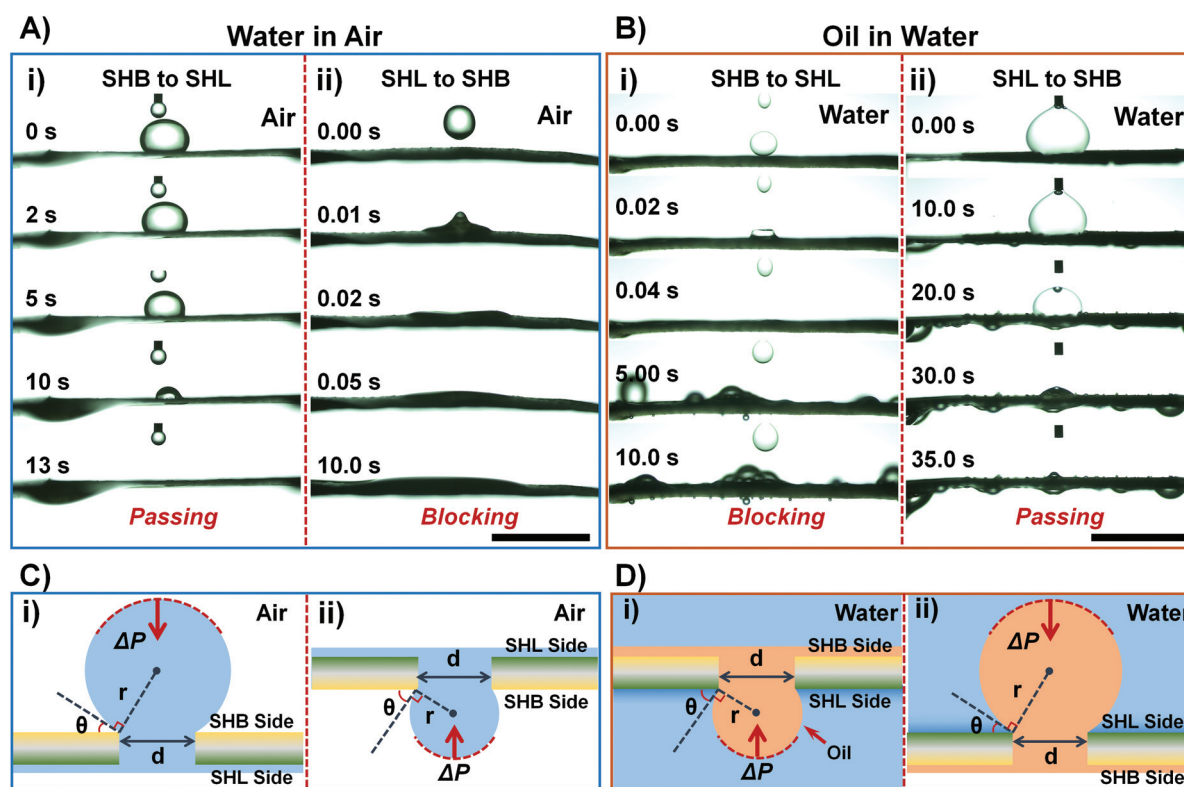 A)
Water in Air
i)
SHB to SHL
Air
0 s
2 s
5 s
10 s
13 s
Passing
ii)
SHL to SHB
Air
0.00 s
0.01 s
0.02 s
0.05 s
10.0 s
Blocking
B)
Oil in Water
i)
SHB to SHL
Water
0.00 s
0.02 s
0.04 s
5.00 s
10.0 s
Blocking
ii)
SHL to SHB
Water
0.00 s
10.0 s
20.0 s
30.0 s
35.0 s
Passing
C)
i)
Air
ΔP
r
θ
SHB Side
d
SHL Side
ii)
Air
SHL Side
d
SHB Side
θ
r
ΔP
D)
i)
Water
SHB Side
d
SHL Side
θ
r
Oil
ΔP
ii)
Water
ΔP
r
θ
SHL Side
d
SHB Side